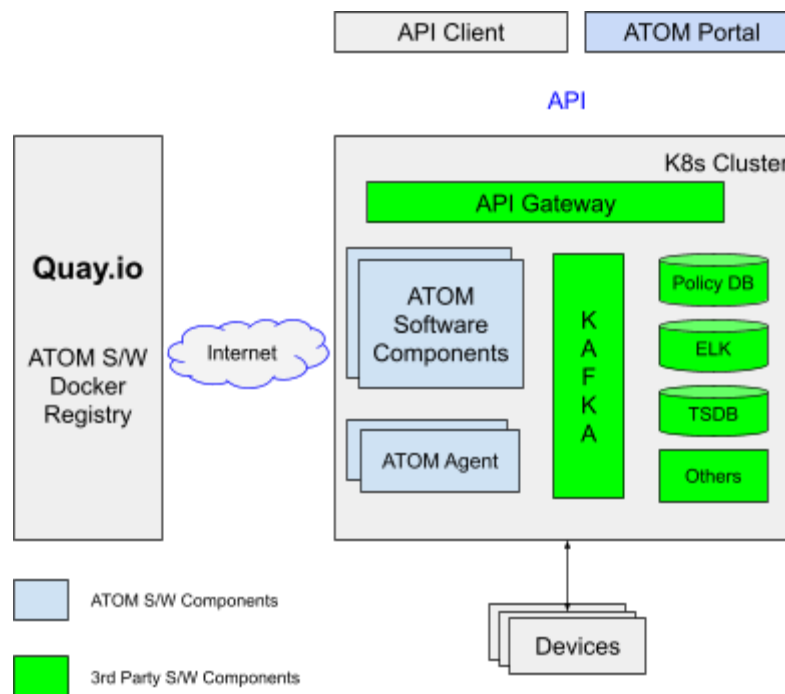 API Client
ATOM Portal
API
K8s Cluster
API Gateway
Quay.io
ATOM S/W
Docker
Registry
Internet
ATOM
Software
Components
ATOM Agent
K
A
F
K
A
Policy DB
ELK
TSDB
Others
Devices
ATOM S/W Components
3rd Party S/W Components